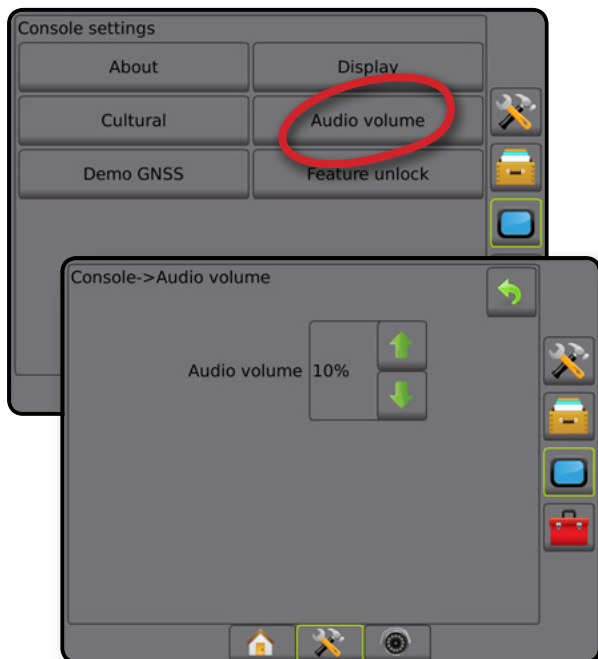 Console settings
About
Display
Cultural
Audio volume
Demo GNSS
Feature unlock
Console->Audio volume
Audio volume 10%